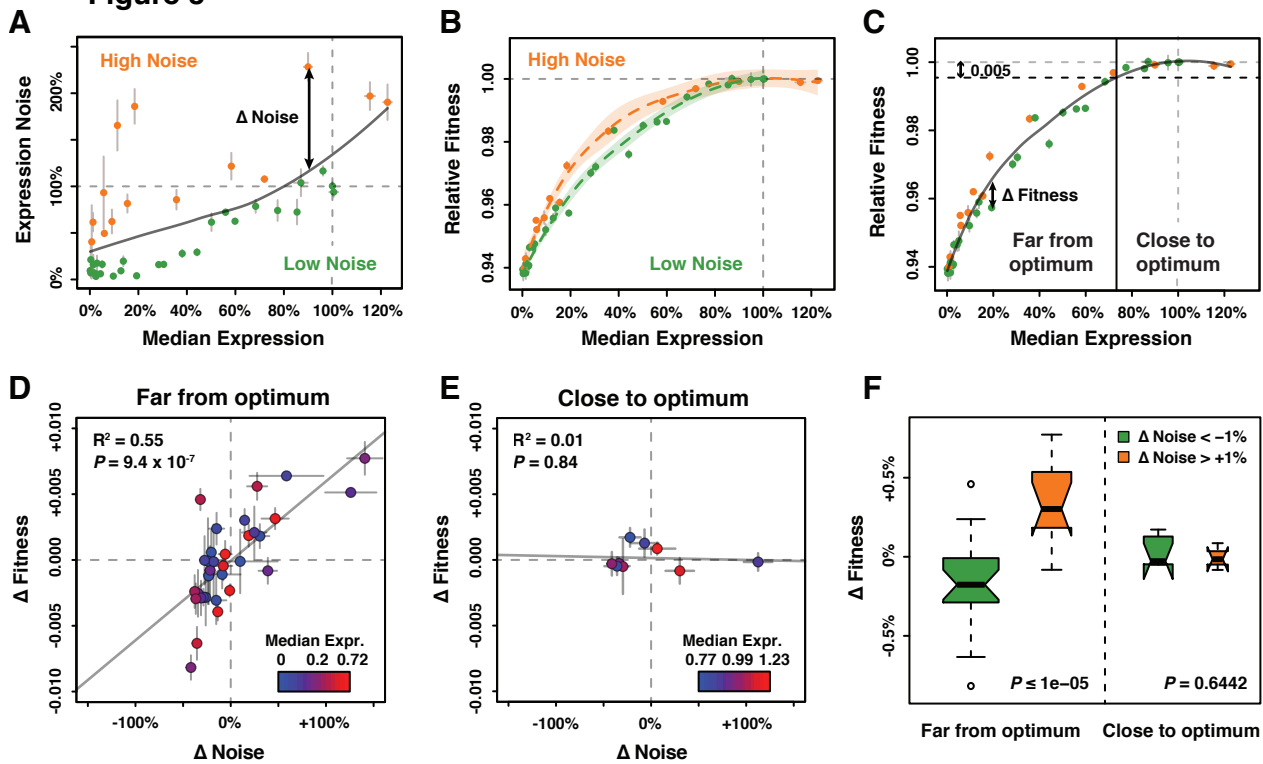 A
B
C
High Noise
Δ Noise
Low Noise
Expression Noise
0%
100%
200%
0%
20%
40%
60%
80%
100%
120%
Median Expression
High Noise
Low Noise
Relative Fitness
0.94
0.96
0.98
1.00
0%
20%
40%
60%
80%
100%
120%
Median Expression
0.005
Δ Fitness
Far from
optimum
Close to
optimum
Relative Fitness
0.94
0.96
0.98
1.00
0%
20%
40%
60%
80%
100%
120%
Median Expression
D
Far from optimum
R² = 0.55
P = 9.4 x 10⁻⁷
Δ Fitness
+0.010
+0.005
0.000
-0.005
-0.010
Median Expr.
0
0.2
0.72
-100%
0%
+100%
Δ Noise
E
Close to optimum
R² = 0.01
P = 0.84
Δ Fitness
+0.010
+0.005
0.000
-0.005
-0.010
Median Expr.
0.77
0.99
1.23
-100%
0%
+100%
Δ Noise
F
Δ Noise < −1%
Δ Noise > +1%
Δ Fitness
+0.5%
0%
-0.5%
P ≤ 1e−05
P = 0.6442
Far from optimum
Close to optimum